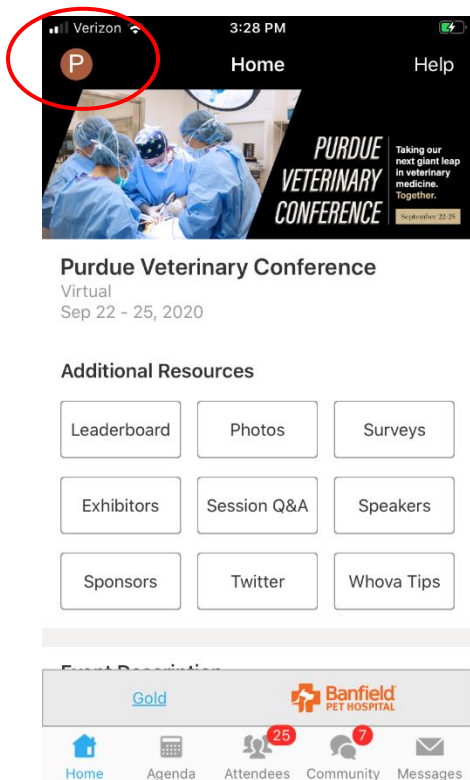 Verizon 3:28 PM
P Home Help
PURDUE
VETERINARY
CONFERENCE
Taking our
next giant leap
in veterinary
medicine.
Together.
September 22-25
Purdue Veterinary Conference
Virtual
Sep 22 - 25, 2020
Additional Resources
Leaderboard Photos Surveys
Exhibitors Session Q&A Speakers
Sponsors Twitter Whova Tips
Event Description
Gold Banfield
PET HOSPITAL
25 7
Home Agenda Attendees Community Messages